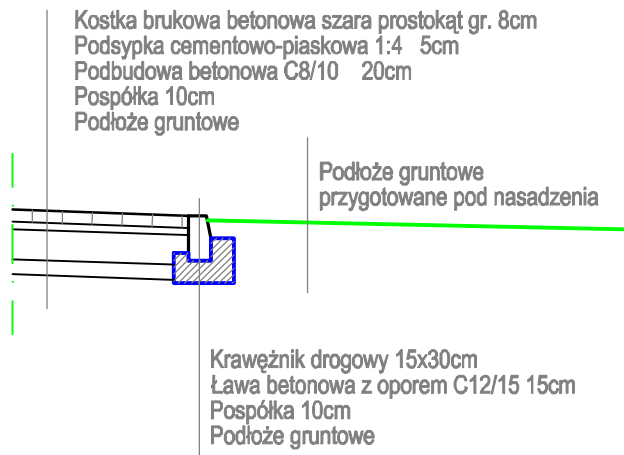 Kostka brukowa betonowa szara prostokąt gr. 8cm
Podsypka cementowo-piaskowa 1:4 5cm
Podbudowa betonowa C8/10 20cm
Pospółka 10cm
Podłoże gruntowe
Podłoże gruntowe
przygotowane pod nasadzenia
Krawężnik drogowy 15x30cm
Ława betonowa z oporem C12/15 15cm
Pospółka 10cm
Podłoże gruntowe